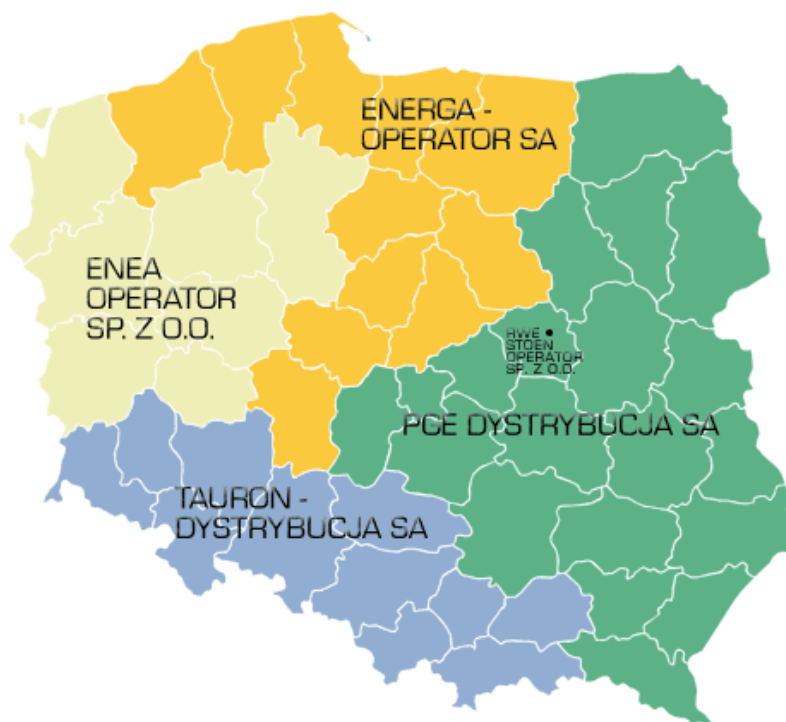 ENERGA -
OPERATOR SA
ENEA
OPERATOR
SP. Z O.O.
RWE
STOEN
OPERATOR
SP. Z O.O.
PGE DYSTRYBUCJA SA
TAURON -
DYSTRYBUCJA SA